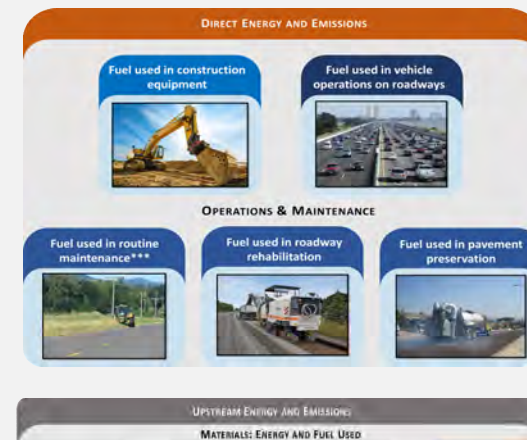 DIRECT ENERGY AND EMISSIONS
Fuel used in construction
equipment
Fuel used in vehicle
operations on roadways
OPERATIONS & MAINTENANCE
Fuel used in routine
maintenance***
Fuel used in roadway
rehabilitation
Fuel used in pavement
preservation
UPSTREAM ENERGY AND EMISSIONS
MATERIALS: ENERGY AND FUEL USED